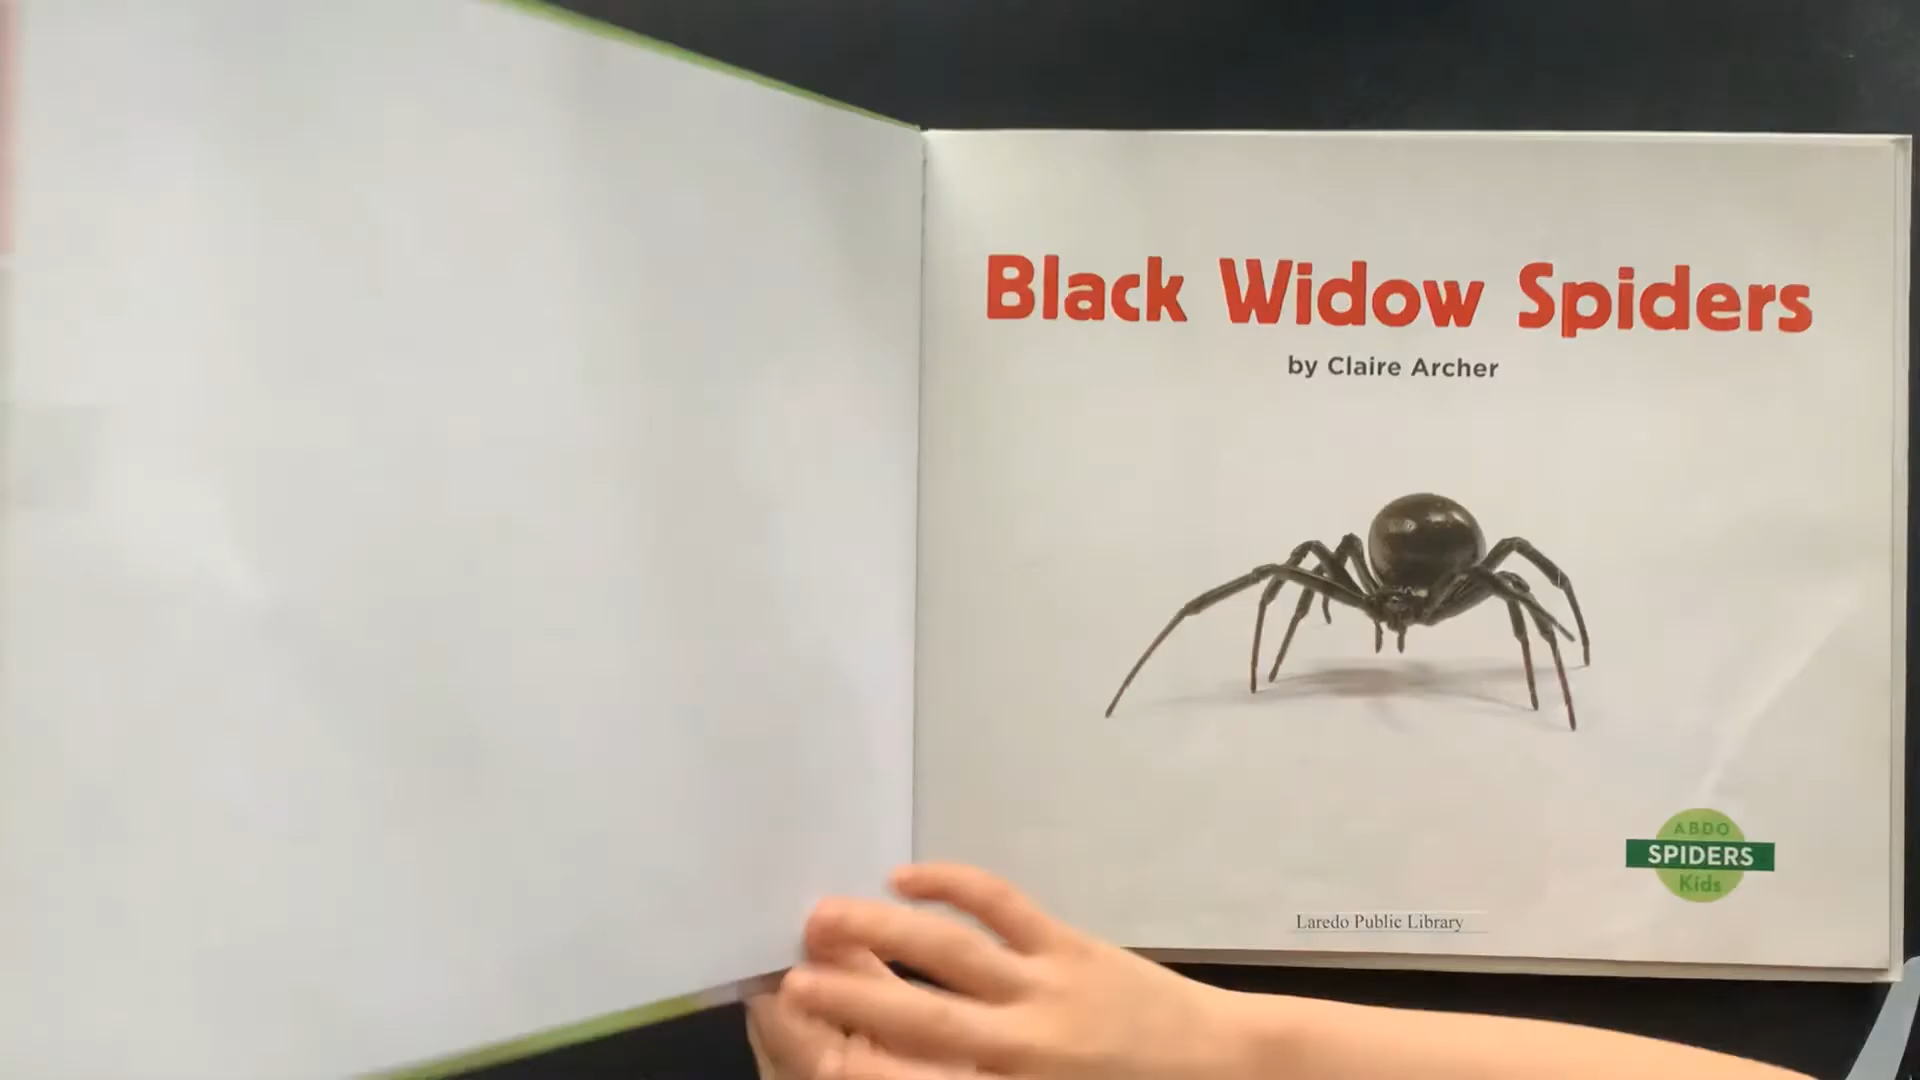 Black Widow Spiders
by Claire Archer
ABDO
SPIDERS
Kids
Laredo Public Library